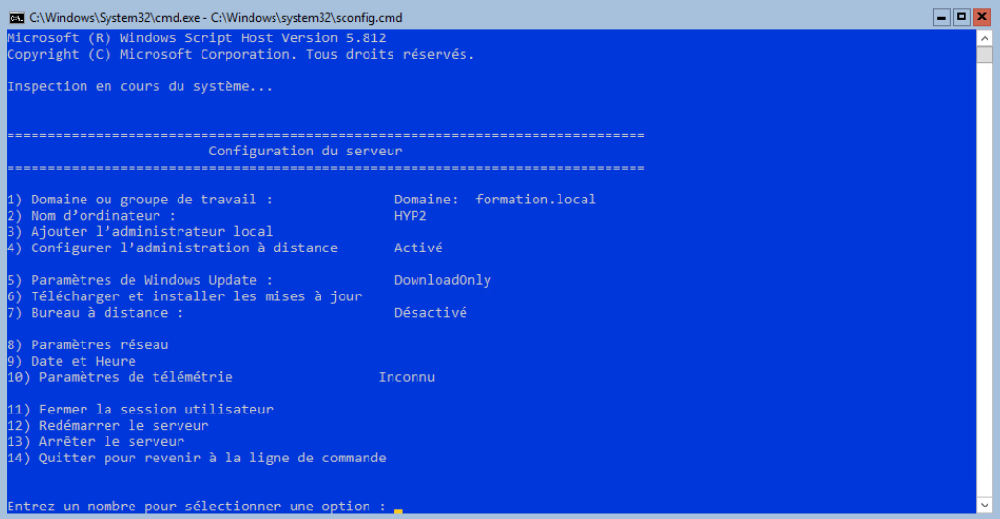 C:\Windows\System32\cmd.exe - C:\Windows\system32\sconfig.cmd
Microsoft (R) Windows Script Host Version 5.812
Copyright (C) Microsoft Corporation. Tous droits réservés.
Inspection en cours du système...
===============================================================================
Configuration du serveur
===============================================================================
1) Domaine ou groupe de travail : Domaine: formation.local
2) Nom d’ordinateur : HYP2
3) Ajouter l’administrateur local
4) Configurer l’administration à distance Activé
5) Paramètres de Windows Update : DownloadOnly
6) Télécharger et installer les mises à jour
7) Bureau à distance : Désactivé
8) Paramètres réseau
9) Date et Heure
10) Paramètres de télémétrie Inconnu
11) Fermer la session utilisateur
12) Redémarrer le serveur
13) Arrêter le serveur
14) Quitter pour revenir à la ligne de commande
Entrez un nombre pour sélectionner une option :